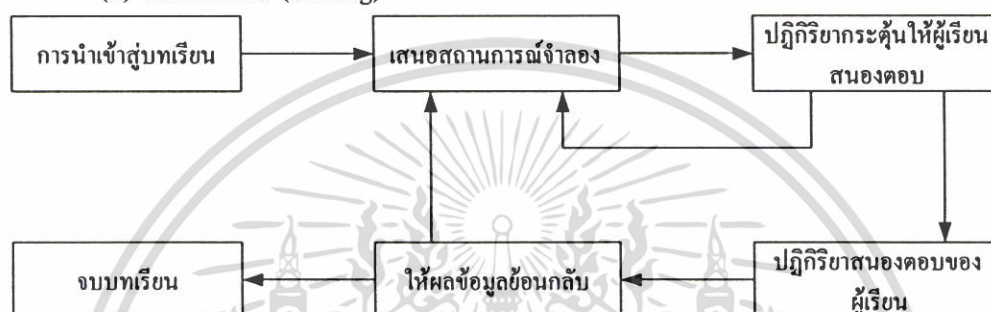 การนำเข้าสู่บทเรียน
เสนอสถานการณ์จำลอง
ปฏิกิริยากระตุ้นให้ผู้เรียน
สนองตอบ
จบบทเรียน
ให้ผลข้อมูลย้อนกลับ
ปฏิกิริยาสนองตอบของ
ผู้เรียน